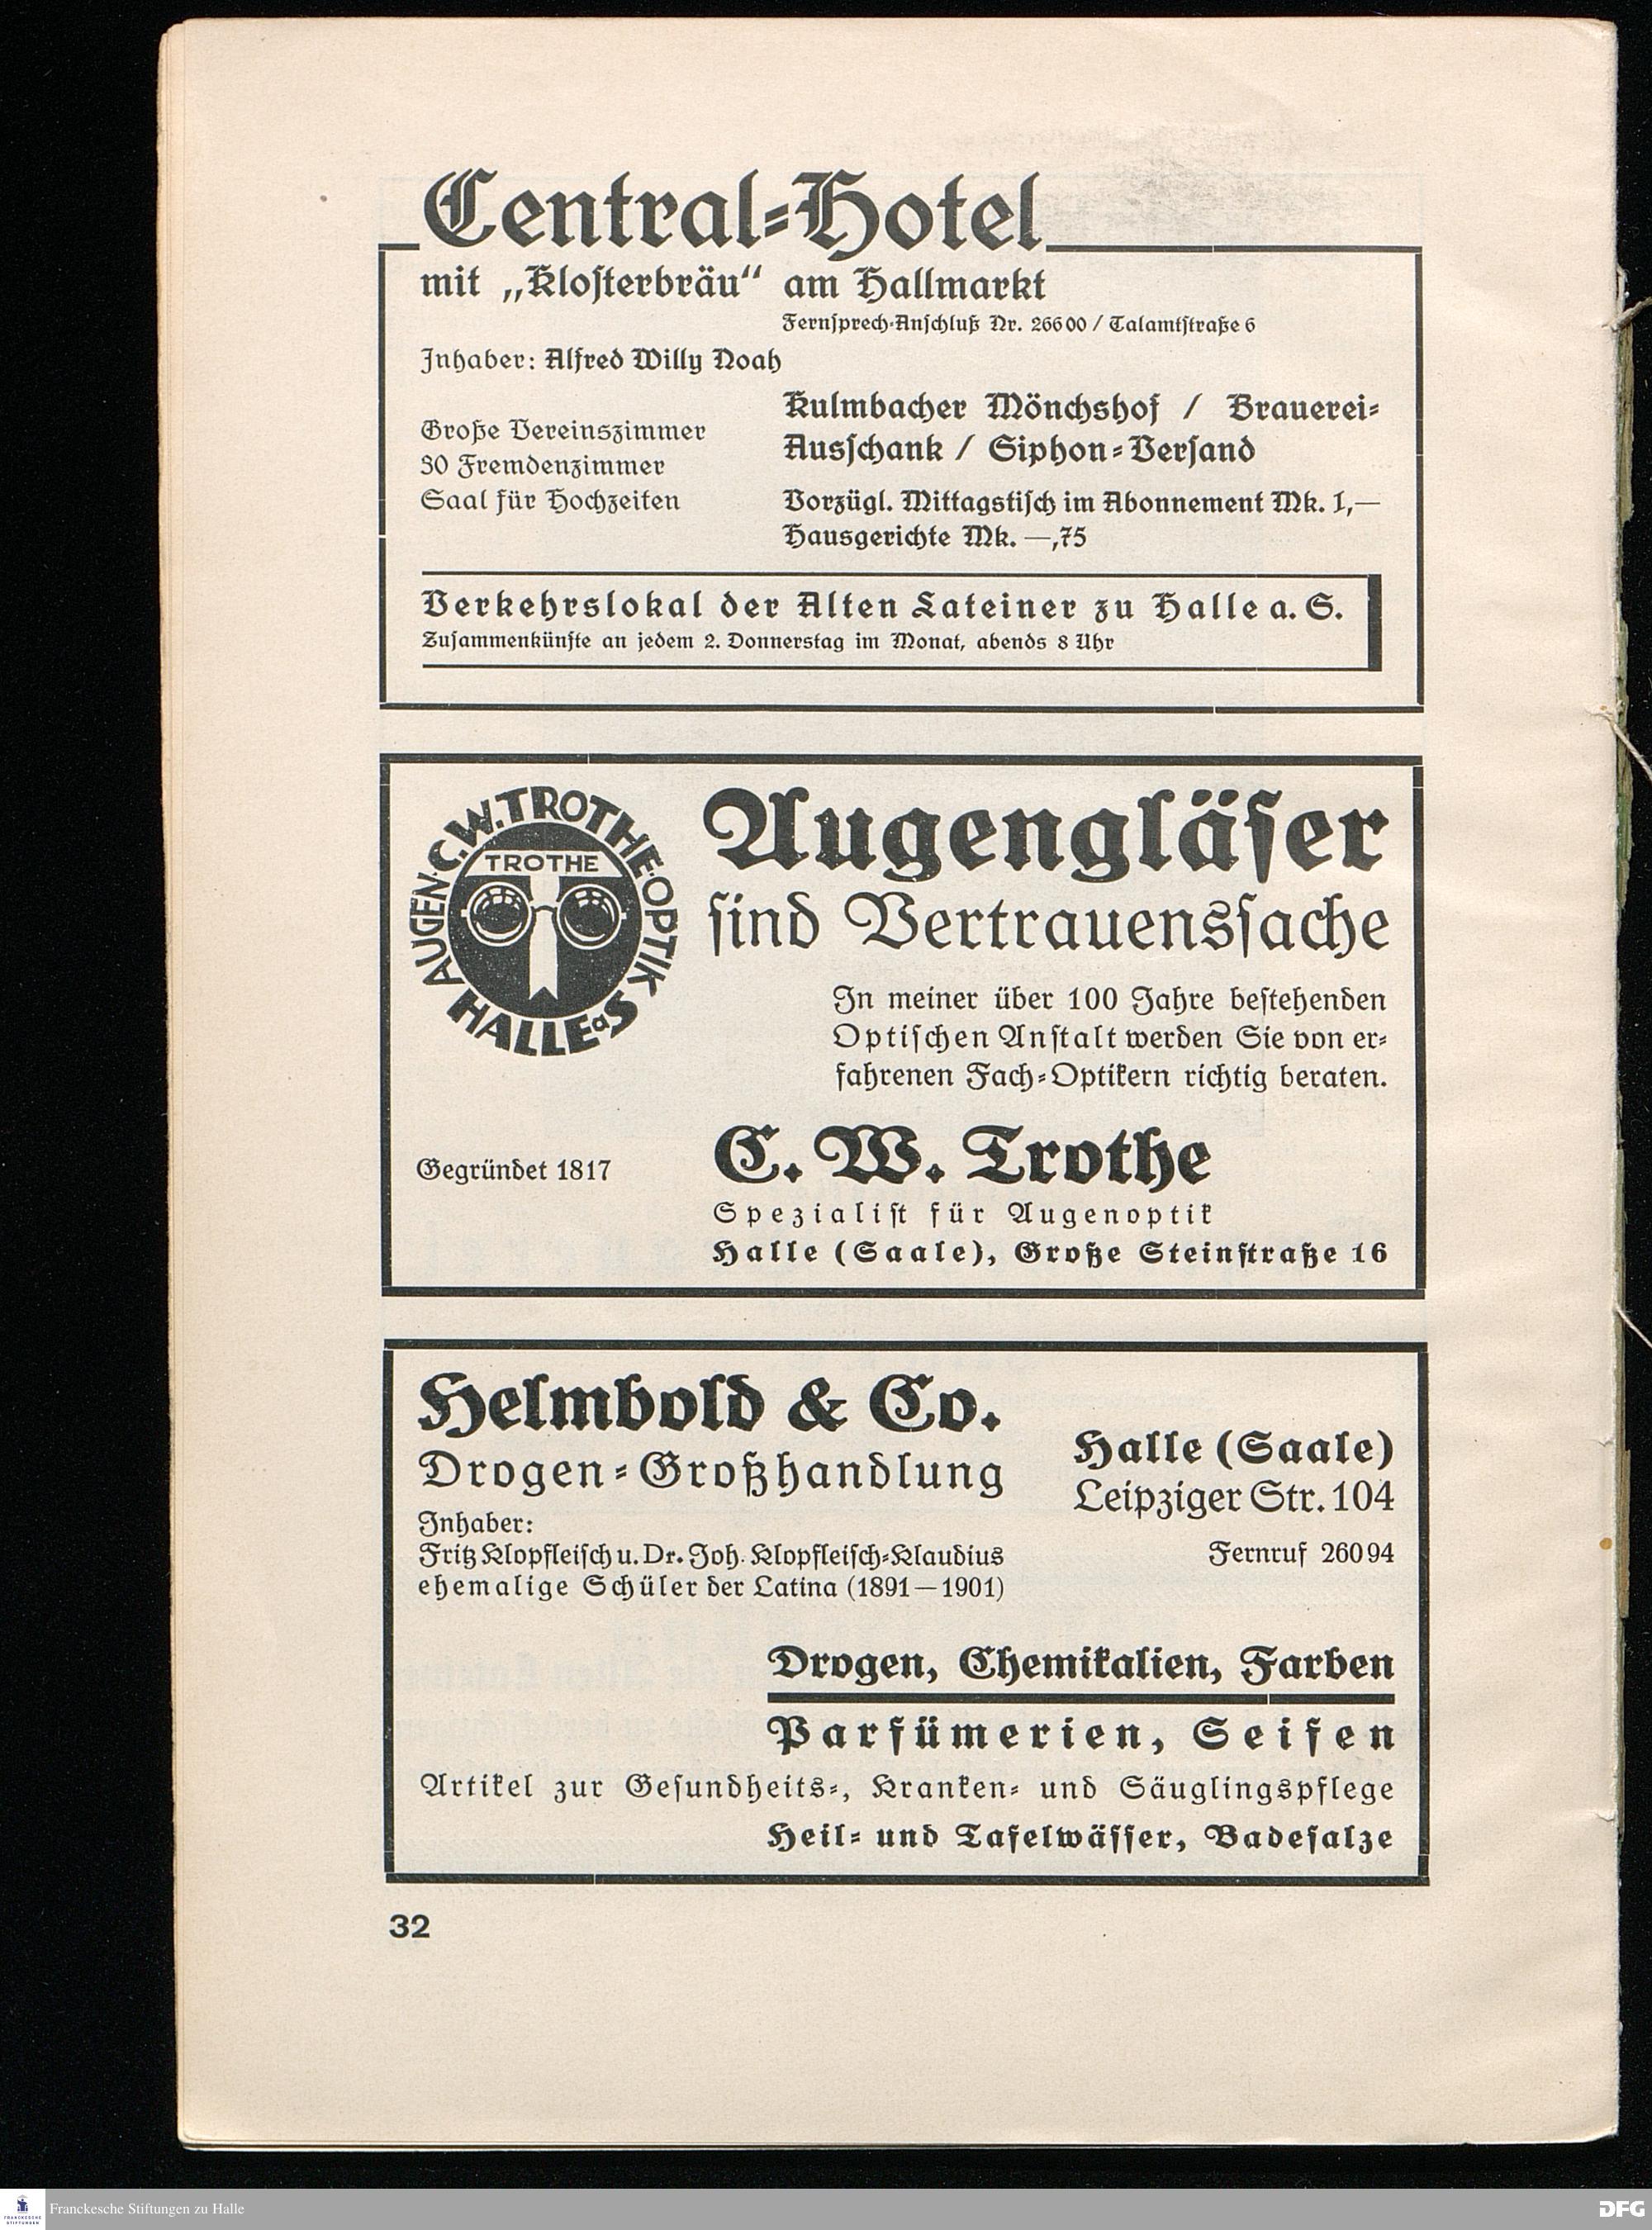 Central-Hotel
mit „Klosterbräu“ am Hallmarkt
Fernsprech-Anschluß Nr. 26600 / Talamtstraße 6
Inhaber: Alfred Willy Noah
Große Vereinszimmer
30 Fremdenzimmer
Saal für Hochzeiten
Kulmbacher Mönchshof / Brauerei-
Ausschank / Siphon-Versand
Vorzügl. Mittagstisch im Abonnement Mk. 1,—
Hausgerichte Mk. —,75
Verkehrslokal der Alten Lateiner zu Halle a. S.
Zusammenkünfte an jedem 2. Donnerstag im Monat, abends 8 Uhr
AUGEN·C.W.TROTHE·OPTIK
TROTHE
HALLE a S
Augengläser
sind Vertrauenssache
In meiner über 100 Jahre bestehenden
Optischen Anstalt werden Sie von er-
fahrenen Fach-Optikern richtig beraten.
Gegründet 1817
C. W. Trothe
Spezialist für Augenoptik
Halle (Saale), Große Steinstraße 16
Helmbold & Co.
Drogen-Großhandlung
Inhaber:
Fritz Klopfleisch u. Dr. Joh. Klopfleisch-Klaudius
ehemalige Schüler der Latina (1891—1901)
Halle (Saale)
Leipziger Str. 104
Fernruf 26094
Drogen, Chemikalien, Farben
Parfümerien, Seifen
Artikel zur Gesundheits-, Kranken- und Säuglingspflege
Heil- und Tafelwässer, Badesalze
32
FRANCKESCHE
STIFTUNGEN
Franckesche Stiftungen zu Halle
DFG